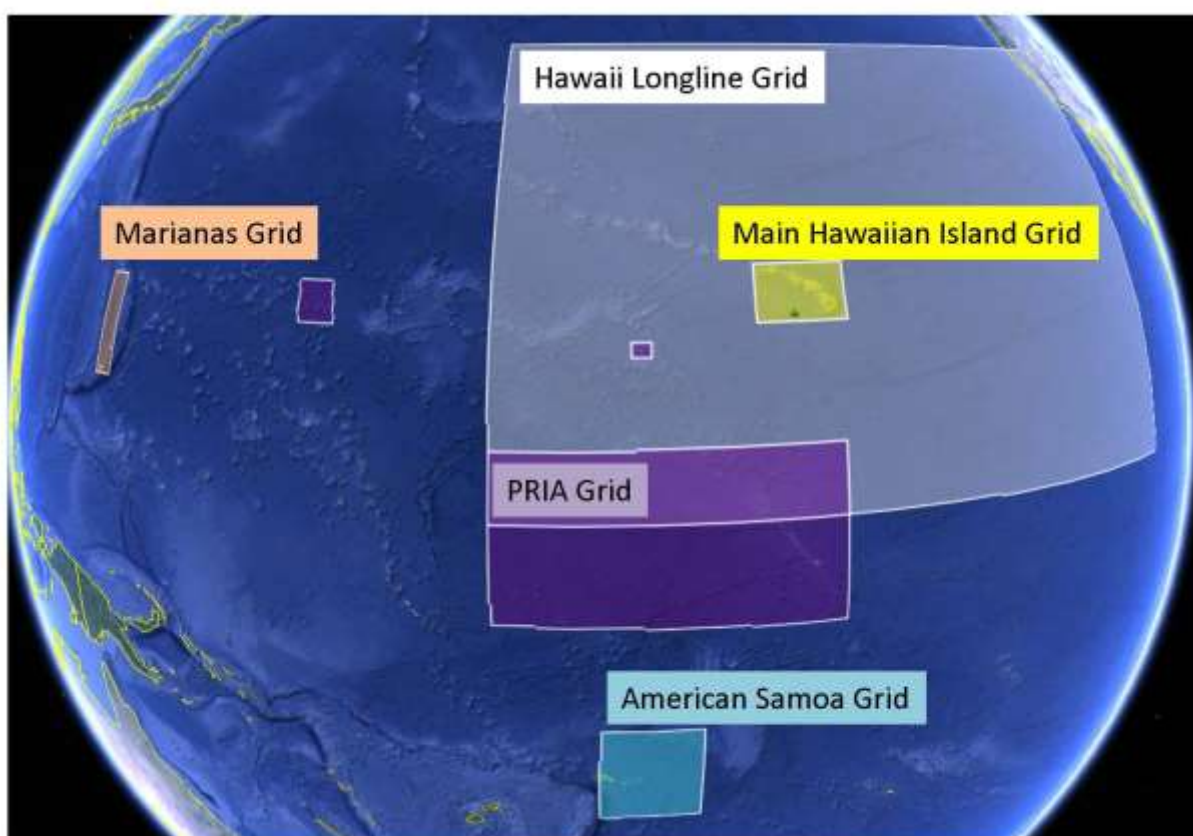 Hawaii Longline Grid
Marianas Grid
Main Hawaiian Island Grid
PRIA Grid
American Samoa Grid